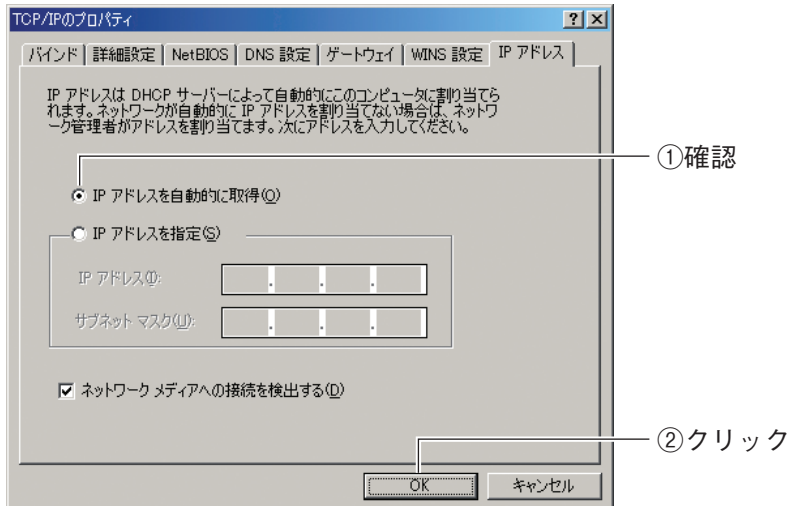 TCP/IPのプロパティ
バインド 詳細設定 NetBIOS DNS 設定 ゲートウェイ WINS 設定 IP アドレス
IP アドレスは DHCP サーバーによって自動的にこのコンピュータに割り当てら
れます。ネットワークが自動的に IP アドレスを割り当てない場合は、ネットワ
ーク管理者がアドレスを割り当てます。次にアドレスを入力してください。
①確認
IP アドレスを自動的に取得(O)
IP アドレスを指定(S)
IP アドレス(I):
サブネット マスク(U):
ネットワーク メディアへの接続を検出する(D)
②クリック
OK キャンセル